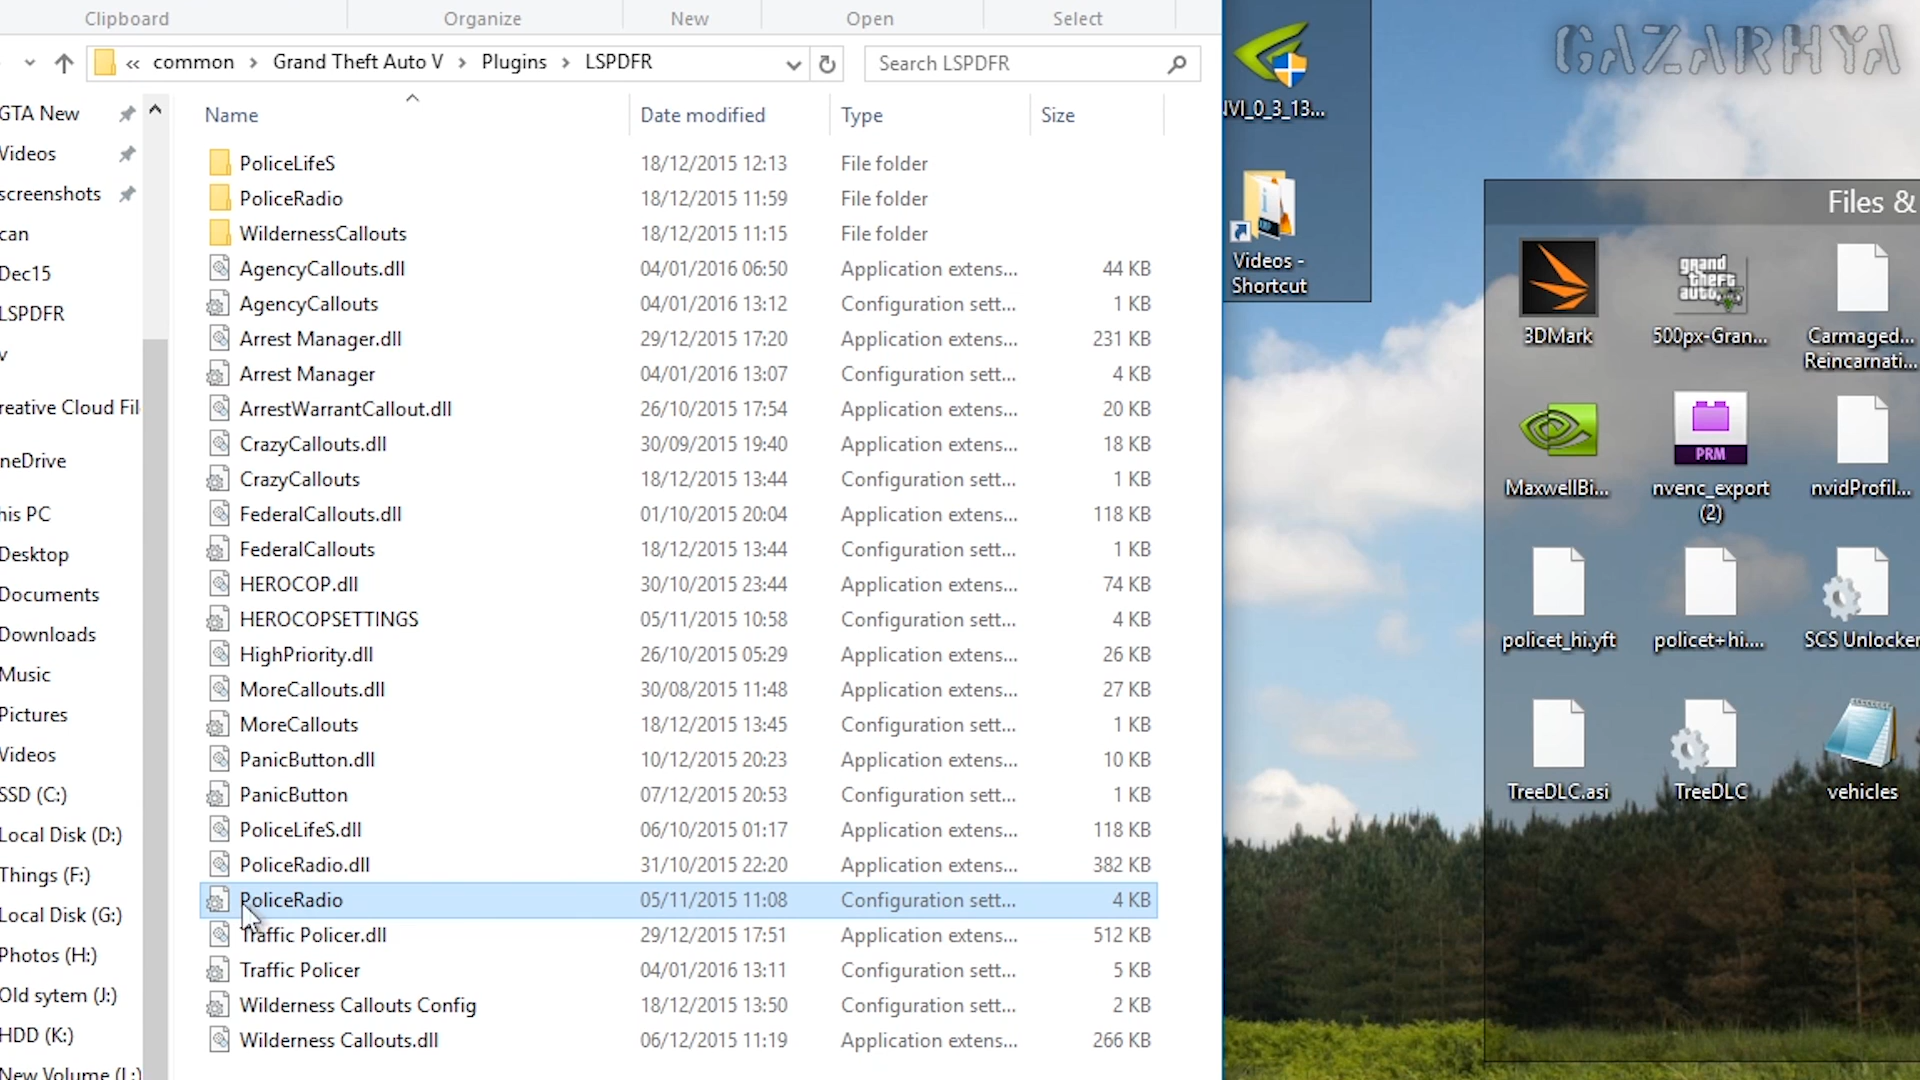 Clipboard
Organize
New
Open
Select
« common > Grand Theft Auto V > Plugins > LSPDFR
Search LSPDFR
GTA New
Videos
screenshots
can
Dec15
LSPDFR
v
reative Cloud Fil
neDrive
his PC
Desktop
Documents
Downloads
Music
Pictures
Videos
SSD (C:)
Local Disk (D:)
Things (F:)
Local Disk (G:)
Photos (H:)
Old sytem (J:)
HDD (K:)
New Volume (L:)
Name Date modified Type Size
PoliceLifeS 18/12/2015 12:13 File folder
PoliceRadio 18/12/2015 11:59 File folder
WildernessCallouts 18/12/2015 11:15 File folder
AgencyCallouts.dll 04/01/2016 06:50 Application extens... 44 KB
AgencyCallouts 04/01/2016 13:12 Configuration sett... 1 KB
Arrest Manager.dll 29/12/2015 17:20 Application extens... 231 KB
Arrest Manager 04/01/2016 13:07 Configuration sett... 4 KB
ArrestWarrantCallout.dll 26/10/2015 17:54 Application extens... 20 KB
CrazyCallouts.dll 30/09/2015 19:40 Application extens... 18 KB
CrazyCallouts 18/12/2015 13:44 Configuration sett... 1 KB
FederalCallouts.dll 01/10/2015 20:04 Application extens... 118 KB
FederalCallouts 18/12/2015 13:44 Configuration sett... 1 KB
HEROCOP.dll 30/10/2015 23:44 Application extens... 74 KB
HEROCOPSETTINGS 05/11/2015 10:58 Configuration sett... 4 KB
HighPriority.dll 26/10/2015 05:29 Application extens... 26 KB
MoreCallouts.dll 30/08/2015 11:48 Application extens... 27 KB
MoreCallouts 18/12/2015 13:45 Configuration sett... 1 KB
PanicButton.dll 10/12/2015 20:23 Application extens... 10 KB
PanicButton 07/12/2015 20:53 Configuration sett... 1 KB
PoliceLifeS.dll 06/10/2015 01:17 Application extens... 118 KB
PoliceRadio.dll 31/10/2015 22:20 Application extens... 382 KB
PoliceRadio 05/11/2015 11:08 Configuration sett... 4 KB
Traffic Policer.dll 29/12/2015 17:51 Application extens... 512 KB
Traffic Policer 04/01/2016 13:11 Configuration sett... 5 KB
Wilderness Callouts Config 18/12/2015 13:50 Configuration sett... 2 KB
Wilderness Callouts.dll 06/12/2015 11:19 Application extens... 266 KB
GAZARHYA
NVI_0_3_13...
Videos -
Shortcut
Files &
grand
theft
auto
3DMark
500px-Gran...
Carmaged...
Reincarnati...
PRM
MaxwellBi...
nvenc_export
(2)
nvidProfil...
policet_hi.yft
policet+hi....
SCS Unlocker
TreeDLC.asi
TreeDLC
vehicles